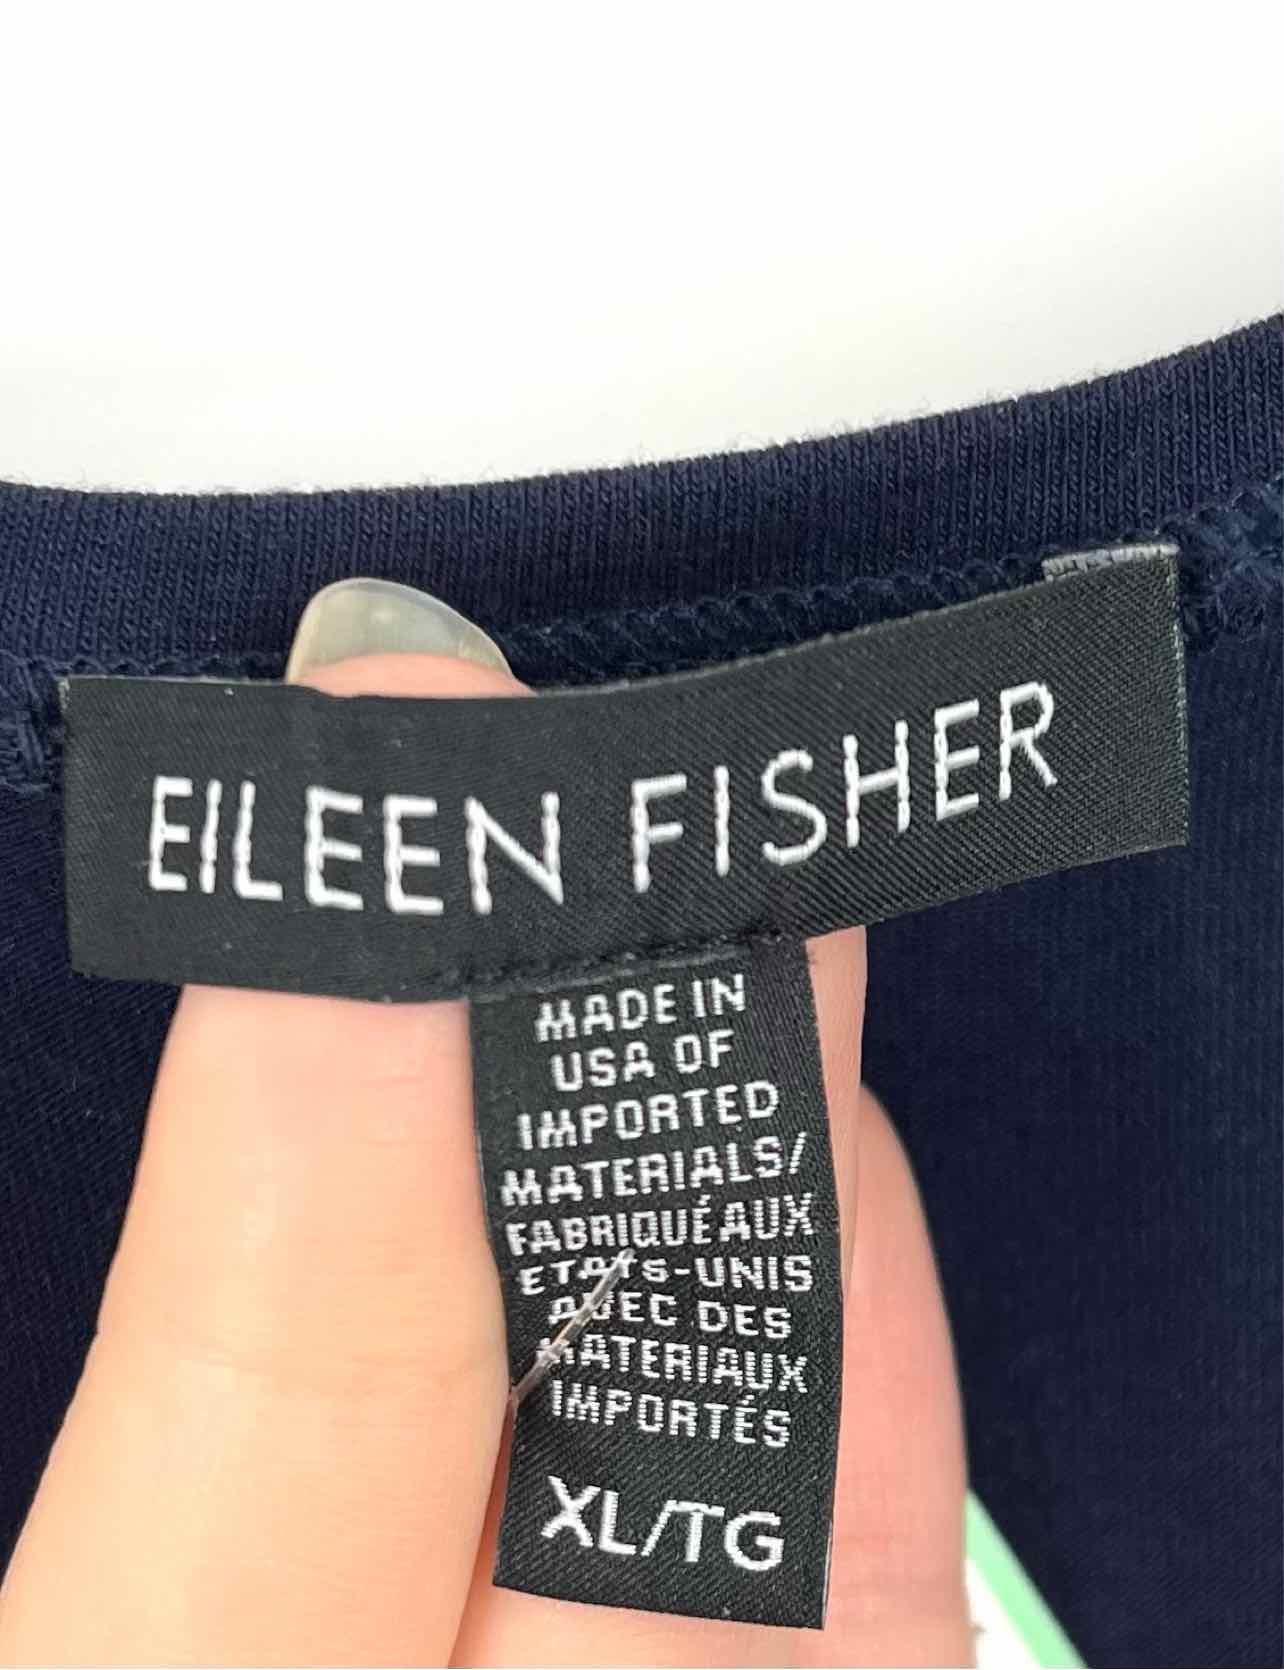 EILEEN FISHER
MADE IN
USA OF
IMPORTED
MATERIALS/
FABRIQUÉ AUX
ETATS-UNIS
AVEC DES
MATERIAUX
IMPORTÉS
XL/TG